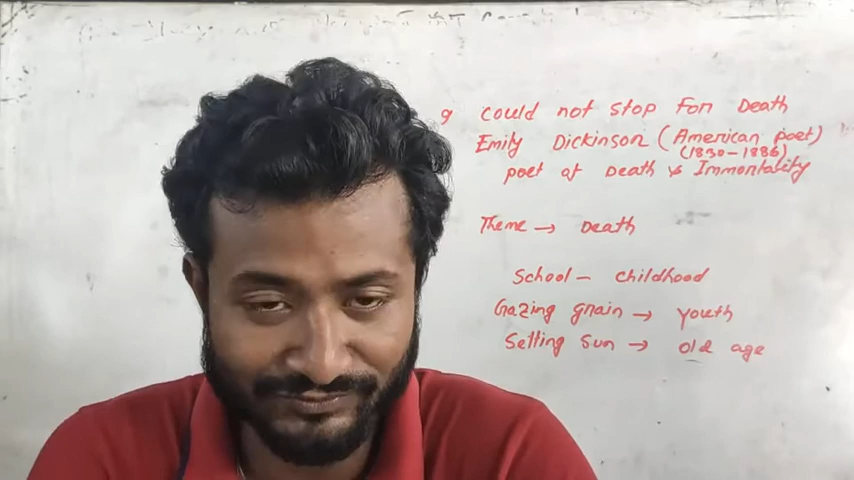 I could not stop for Death
Emily Dickinson (American poet)
(1830-1886)
poet of Death & Immortality
Theme → Death
School - childhood
Gazing grain → youth
Setting Sun → old age